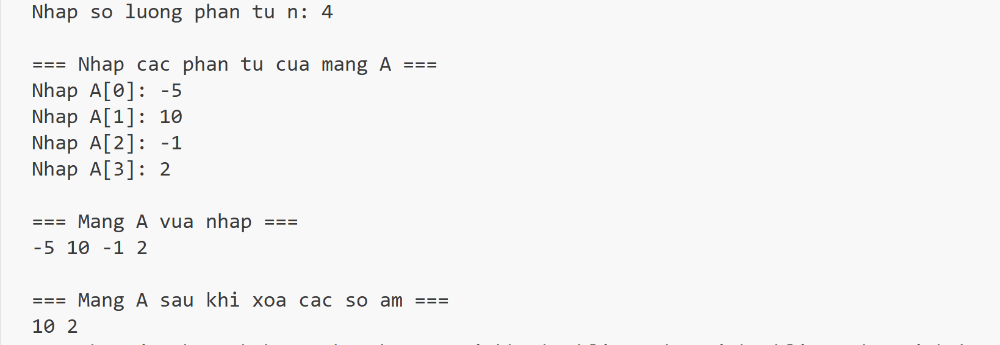 Nhap so luong phan tu n: 4
=== Nhap cac phan tu cua mang A ===
Nhap A[0]: -5
Nhap A[1]: 10
Nhap A[2]: -1
Nhap A[3]: 2
=== Mang A vua nhap ===
-5 10 -1 2
=== Mang A sau khi xoa cac so am ===
10 2